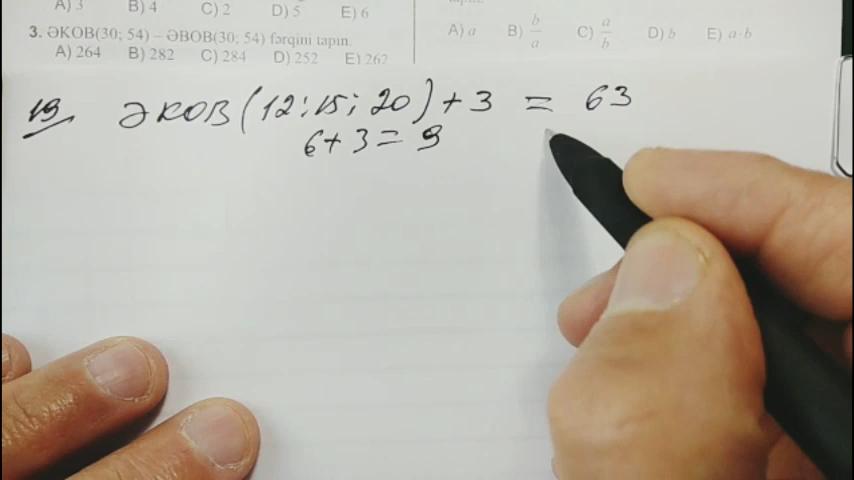 A) 3 B) 4 C) 2 D) 5 E) 6
3. ƏKOB(30; 54) – ƏBOB(30; 54) fərqini tapın.
A) 264 B) 282 C) 284 D) 252 E) 262
tapın.
A) a B) b/a C) a/b D) b E) a·b
19. ƏKOB(12; 15; 20) + 3 = 63
6 + 3 = 9